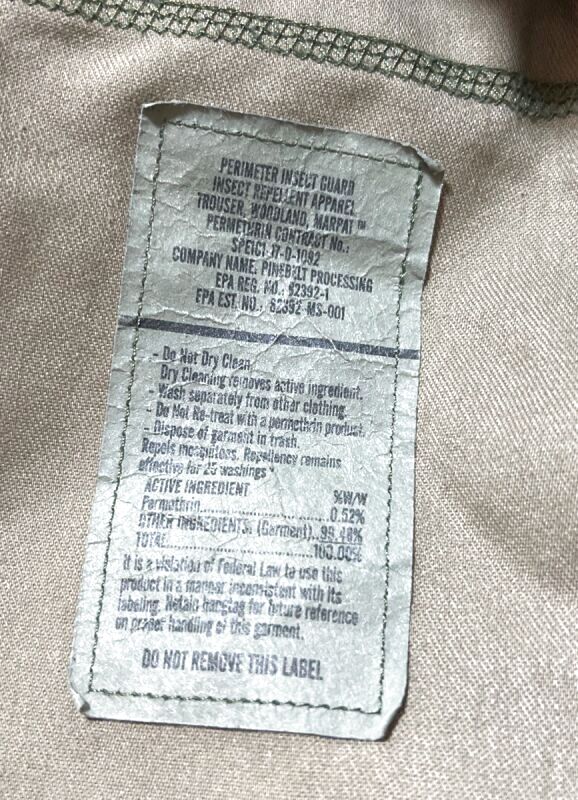 PERIMETER INSECT GUARD
INSECT REPELLENT APPAREL
TROUSER, WOODLAND, MARPAT™
PERMETHRIN CONTRACT No.:
SPE1C1-17-D-1092
COMPANY NAME. PINEBELT PROCESSING
EPA REG. NO.: 82392-1
EPA EST. NO.: 82392-MS-001
- Do Not Dry Clean
Dry Cleaning removes active ingredient.
- Wash separately from other clothing.
- Do Not Re-treat with a permethrin product.
- Dispose of garment in trash.
Repels mosquitoes. Repellency remains
effective for 25 washings"
ACTIVE INGREDIENT %W/W
Permethrin..............................0.52%
OTHER INGREDIENTS: (Garment)..99.48%
TOTAL..............................100.00%
It is a violation of Federal Law to use this
product in a manner inconsistent with its
labeling. Retain hangtag for future reference
on proper handling of this garment.
DO NOT REMOVE THIS LABEL